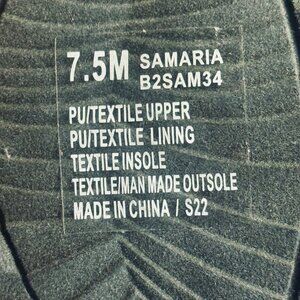 7.5M SAMARIA
B2SAM34
PU/TEXTILE UPPER
PU/TEXTILE LINING
TEXTILE INSOLE
TEXTILE/MAN MADE OUTSOLE
MADE IN CHINA / S22